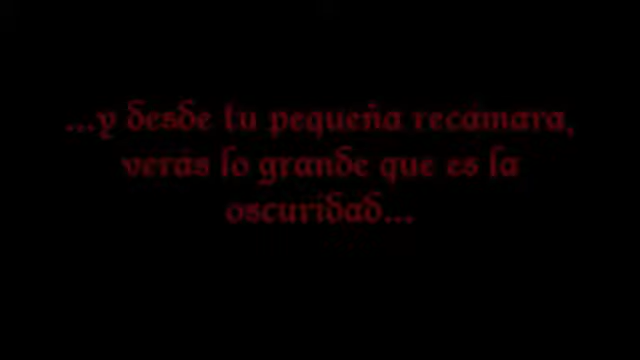 ...y desde tu pequeña recámara,
verás lo grande que es la
oscuridad...